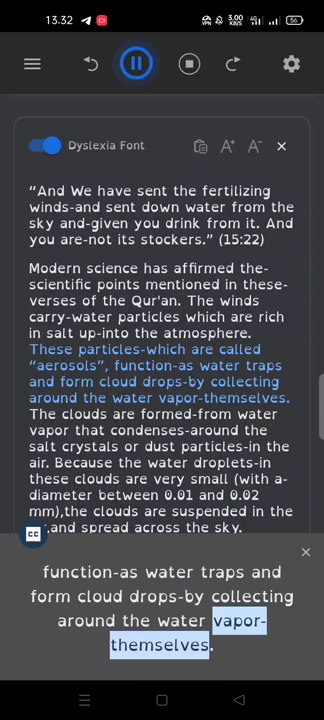 13.32
VPN
3.00
KB/S
4G
56
Dyslexia Font
A+
A-
“And We have sent the fertilizing
winds-and sent down water from the
sky and-given you drink from it. And
you are-not its stockers.” (15:22)
Modern science has affirmed the-
scientific points mentioned in these-
verses of the Qur'an. The winds
carry-water particles which are rich
in salt up-into the atmosphere.
These particles-which are called
“aerosols”, function-as water traps
and form cloud drops-by collecting
around the water vapor-themselves.
The clouds are formed-from water
vapor that condenses-around the
salt crystals or dust particles-in the
air. Because the water droplets-in
these clouds are very small (with a-
diameter between 0.01 and 0.02
mm),the clouds are suspended in the
and spread across the sky.
CC
function-as water traps and
form cloud drops-by collecting
around the water vapor-
themselves.